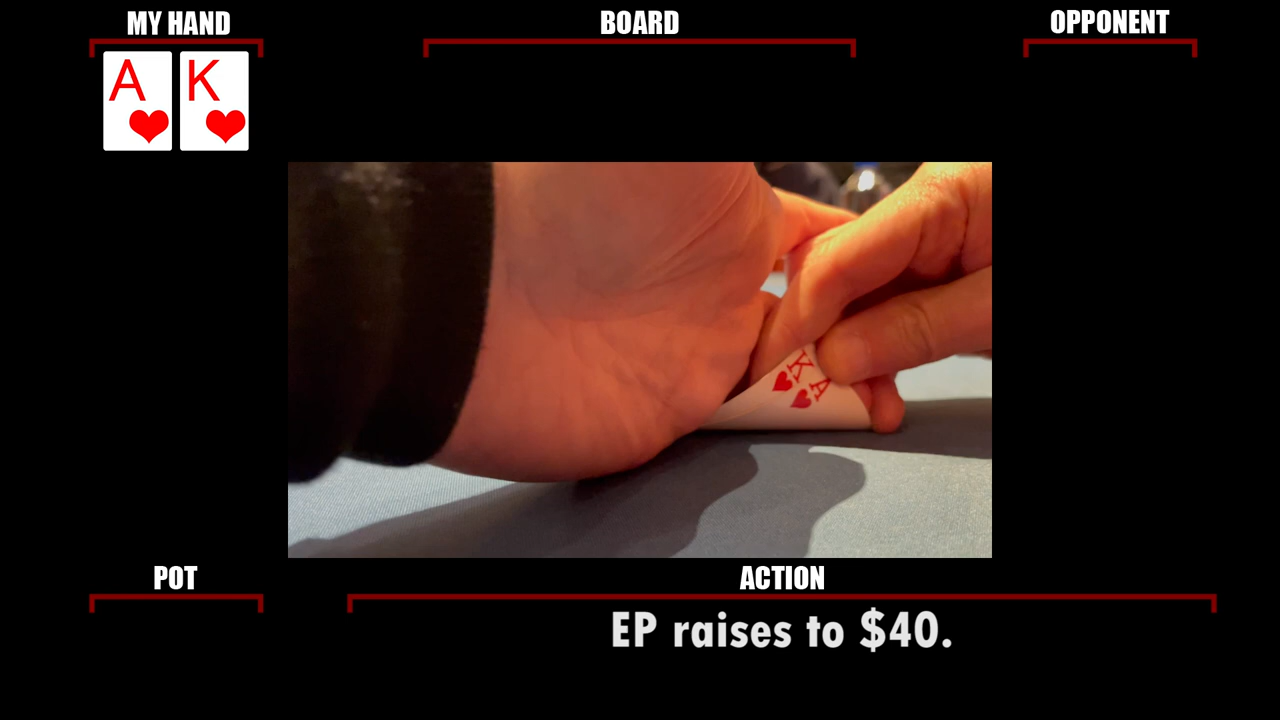 MY HAND
BOARD
OPPONENT
A K
K A
POT
ACTION
EP raises to $40.